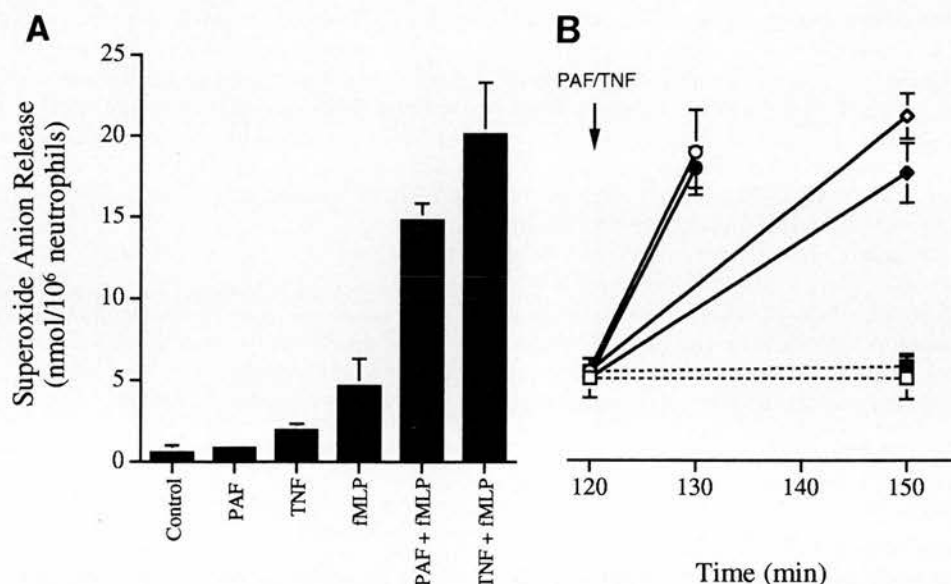 A
B
Superoxide Anion Release
(nmol/10⁶ neutrophils)
25
20
15
10
5
0
Control
PAF
TNF
fMLP
PAF + fMLP
TNF + fMLP
PAF/TNF
120
130
140
150
Time (min)